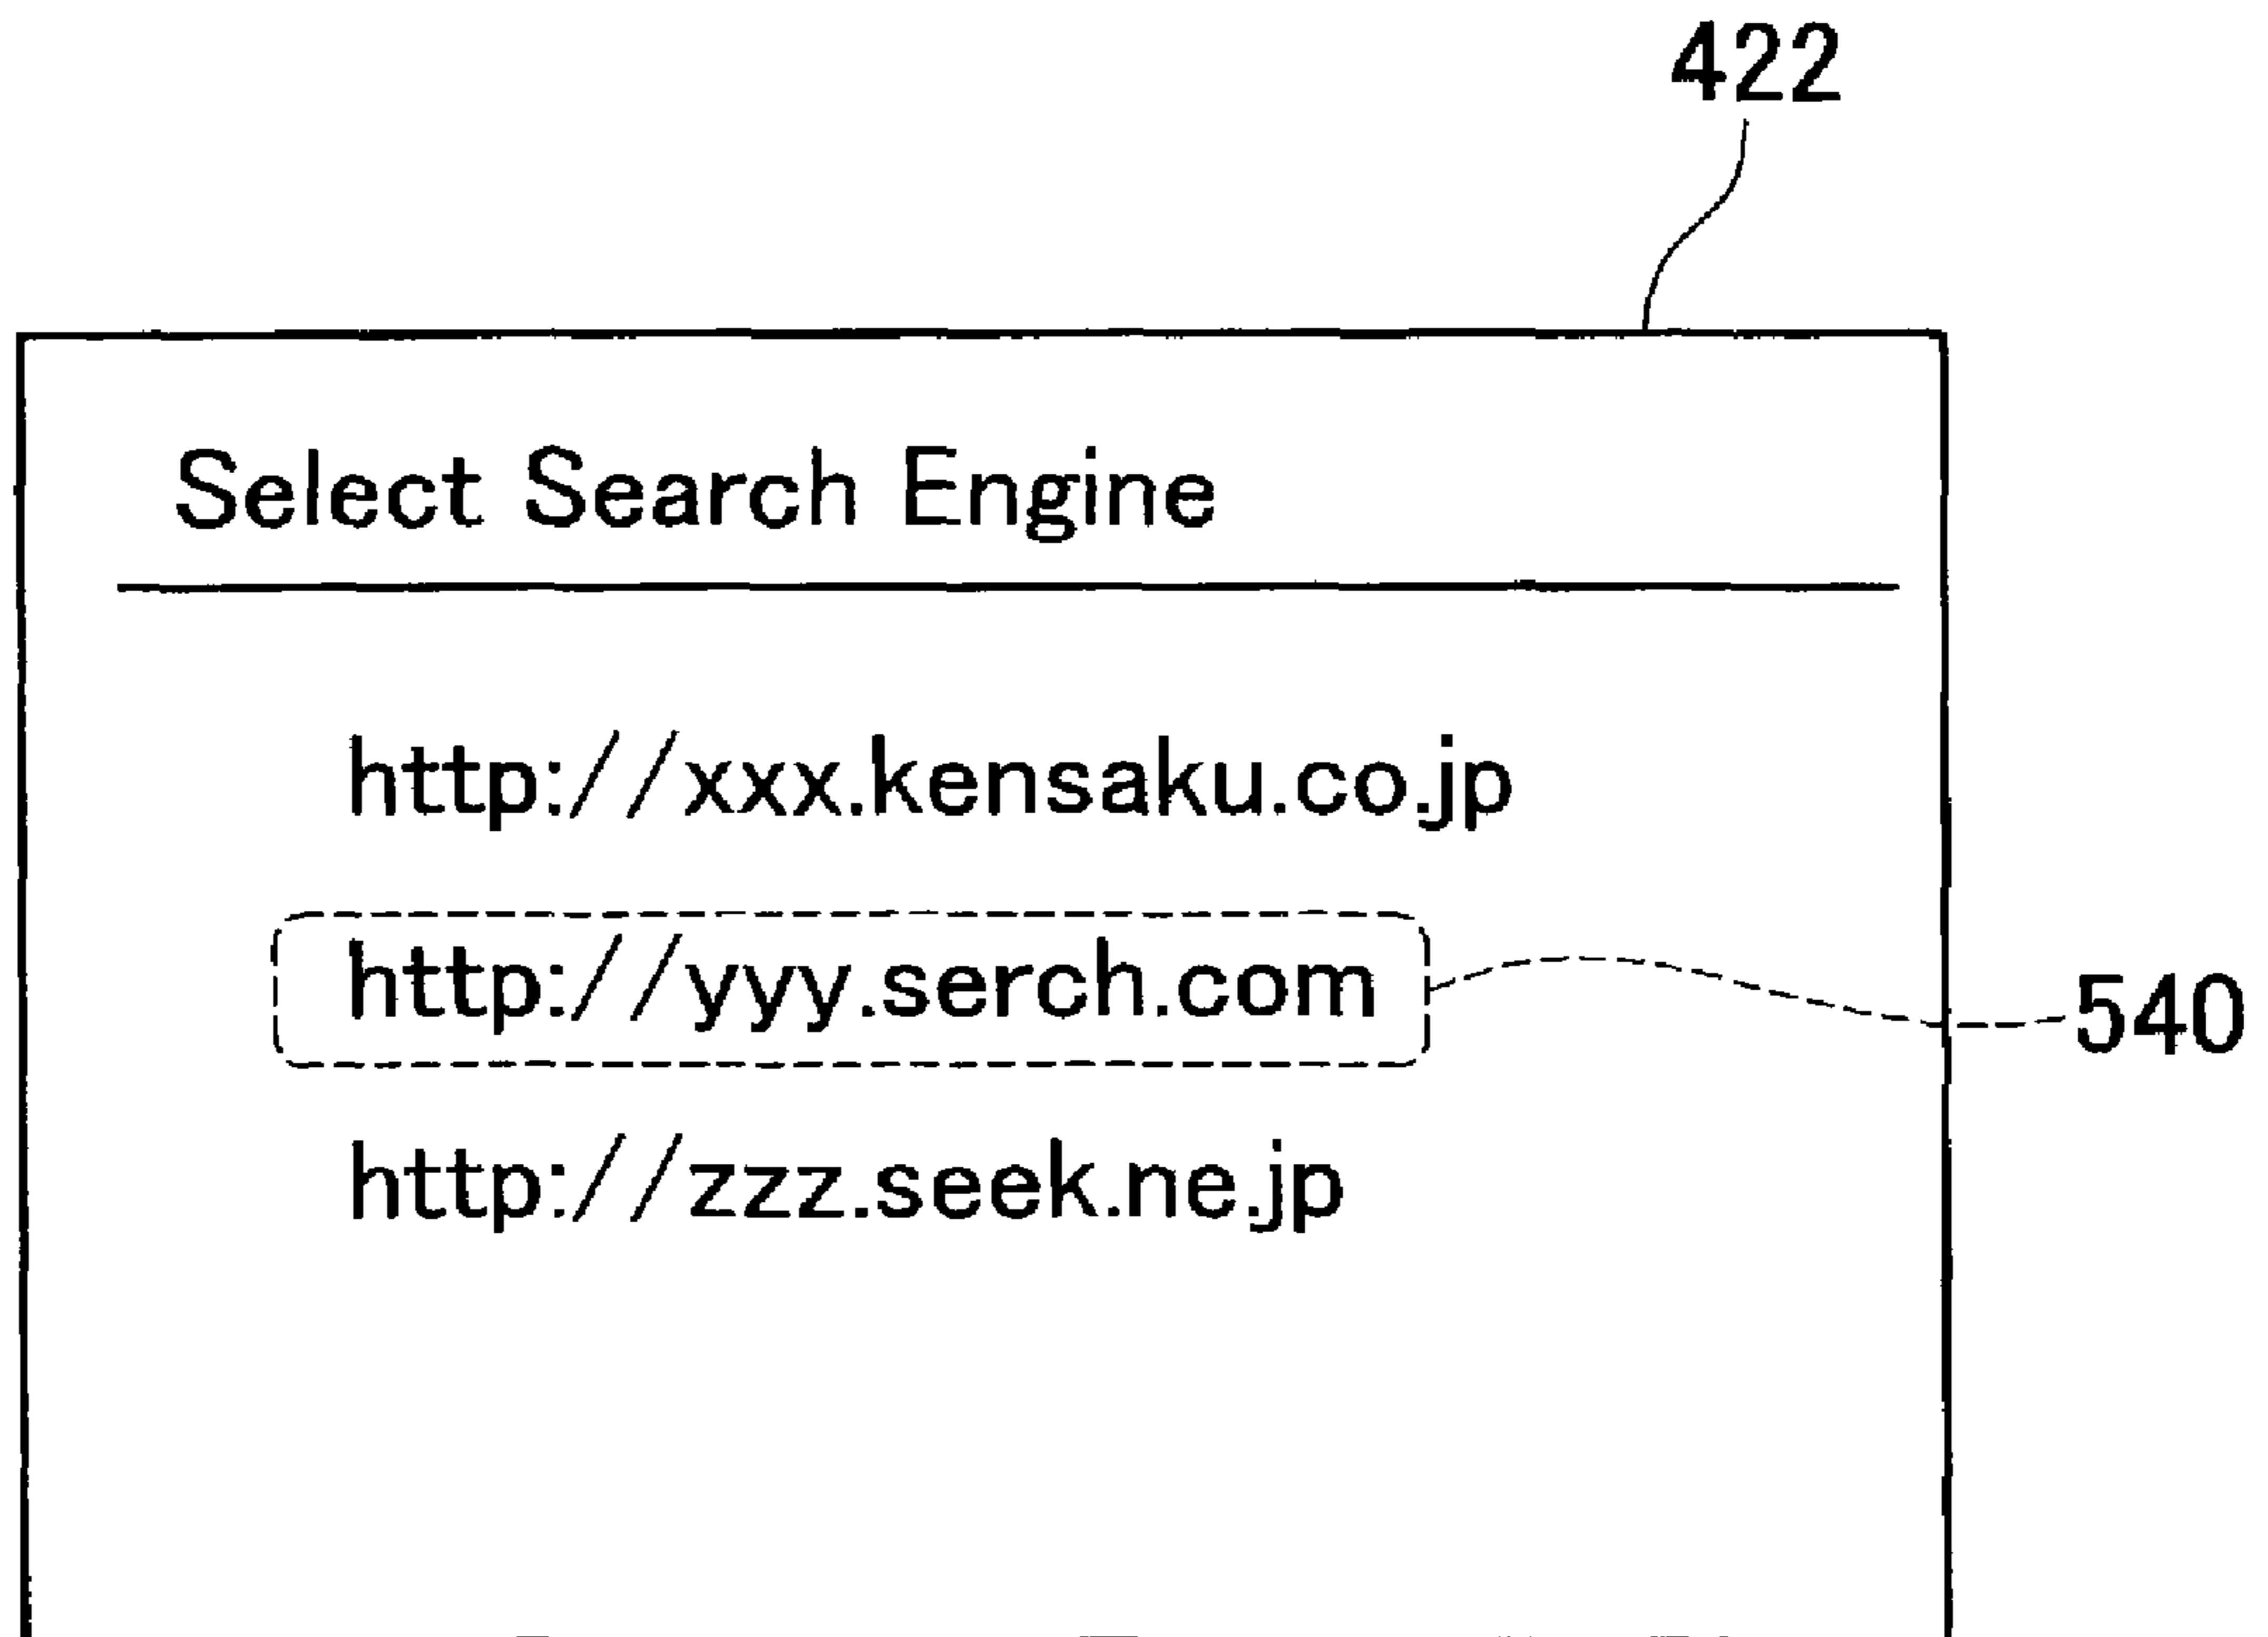 422
Select Search Engine
http://xxx.kensaku.co.jp
http://yyy.serch.com
540
http://zzz.seek.ne.jp